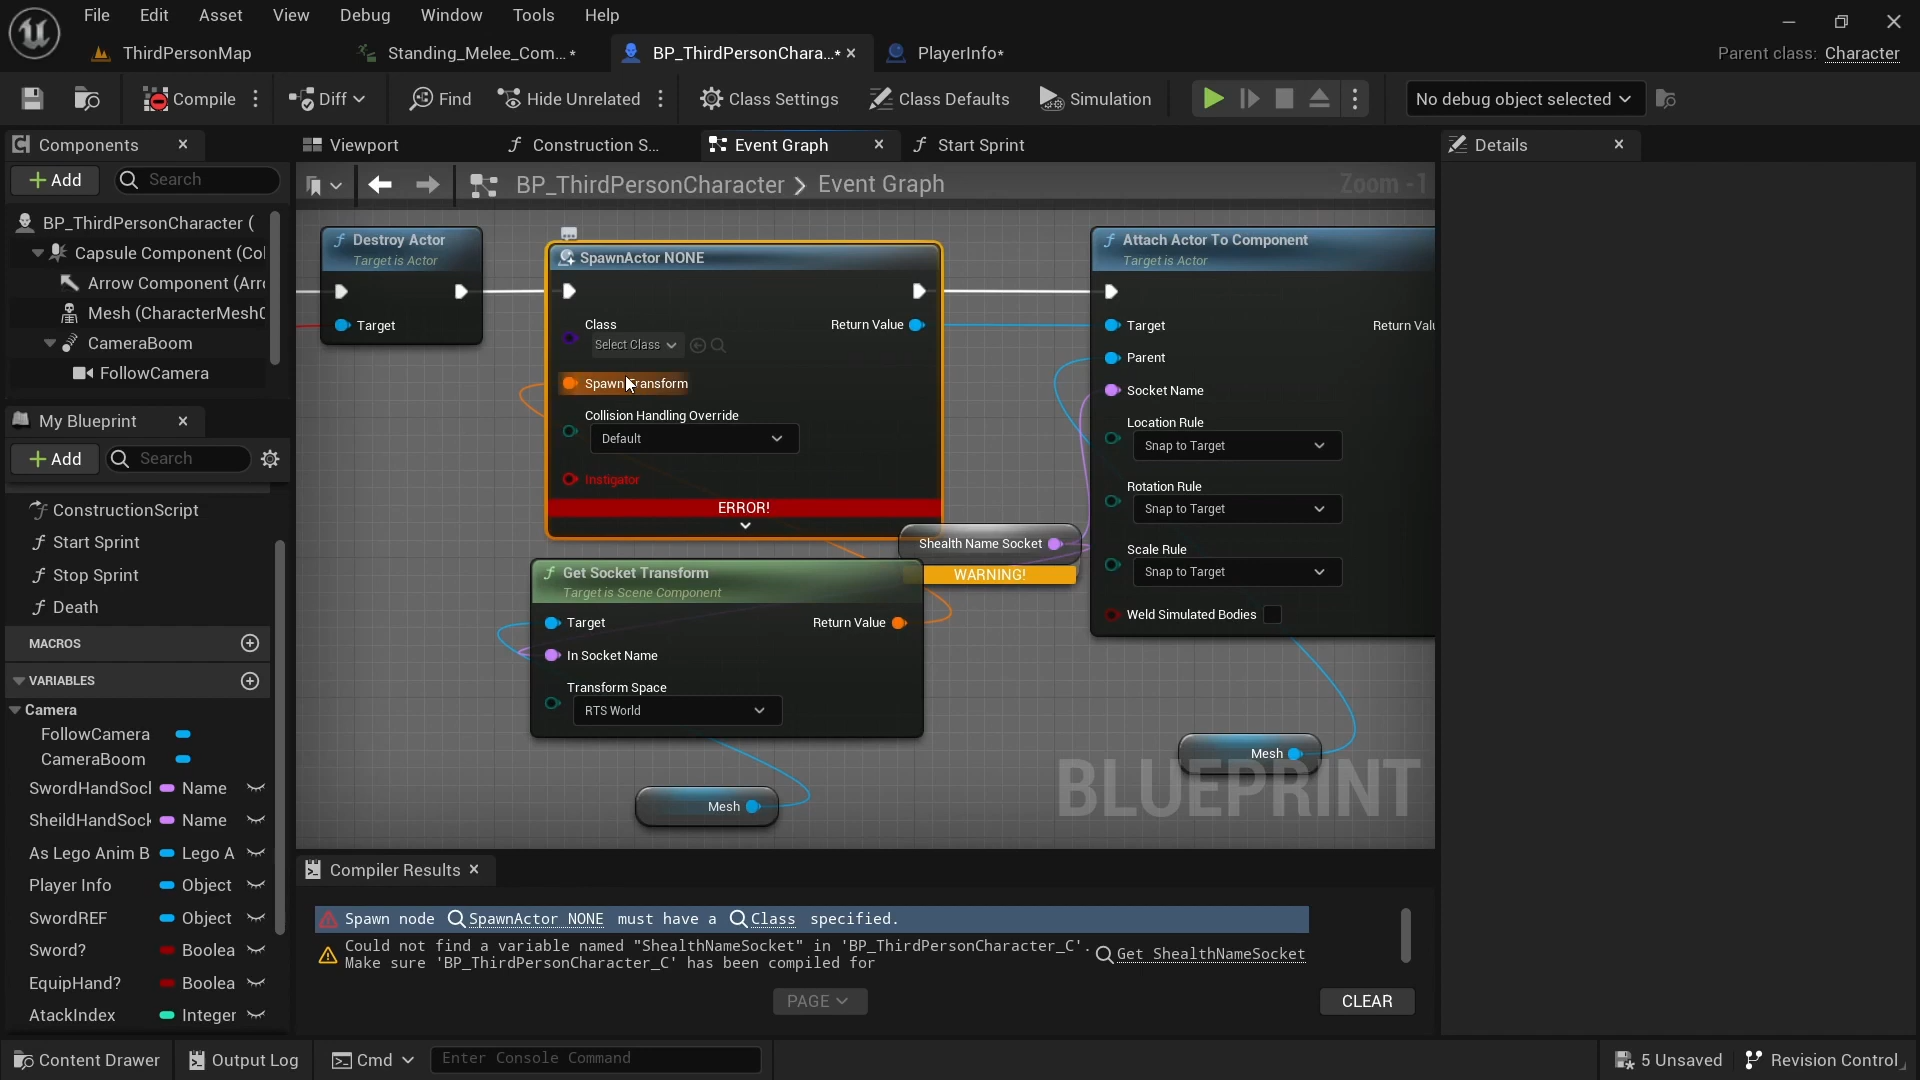 File Edit Asset View Debug Window Tools Help
ThirdPersonMap Standing_Melee_Com...* BP_ThirdPersonChara...* PlayerInfo* Parent class: Character
Compile Diff Find Hide Unrelated Class Settings Class Defaults Simulation No debug object selected
Components Viewport Construction S... Event Graph Start Sprint Details
Add Search BP_ThirdPersonCharacter > Event Graph Zoom -1
BP_ThirdPersonCharacter (
Capsule Component (Col
Arrow Component (Arr
Mesh (CharacterMesh0
CameraBoom
FollowCamera
My Blueprint
Add Search
ConstructionScript
Start Sprint
Stop Sprint
Death
MACROS
VARIABLES
Camera
FollowCamera
CameraBoom
SwordHandSocl Name
SheildHandSock Name
As Lego Anim B Lego A
Player Info Object
SwordREF Object
Sword? Boolea
EquipHand? Boolea
AtackIndex Integer
Destroy Actor
Target is Actor
Target
SpawnActor NONE
Class Return Value
Select Class
Spawn Transform
Collision Handling Override
Default
Instigator
ERROR!
Shealth Name Socket
WARNING!
Get Socket Transform
Target is Scene Component
Target Return Value
In Socket Name
Transform Space
RTS World
Mesh
Attach Actor To Component
Target is Actor
Target Return Valu
Parent
Socket Name
Location Rule
Snap to Target
Rotation Rule
Snap to Target
Scale Rule
Snap to Target
Weld Simulated Bodies
Mesh
BLUEPRINT
Compiler Results
Spawn node SpawnActor NONE must have a Class specified.
Could not find a variable named "ShealthNameSocket" in 'BP_ThirdPersonCharacter_C'.
Make sure 'BP_ThirdPersonCharacter_C' has been compiled for Get ShealthNameSocket
PAGE CLEAR
Content Drawer Output Log Cmd Enter Console Command 5 Unsaved Revision Control